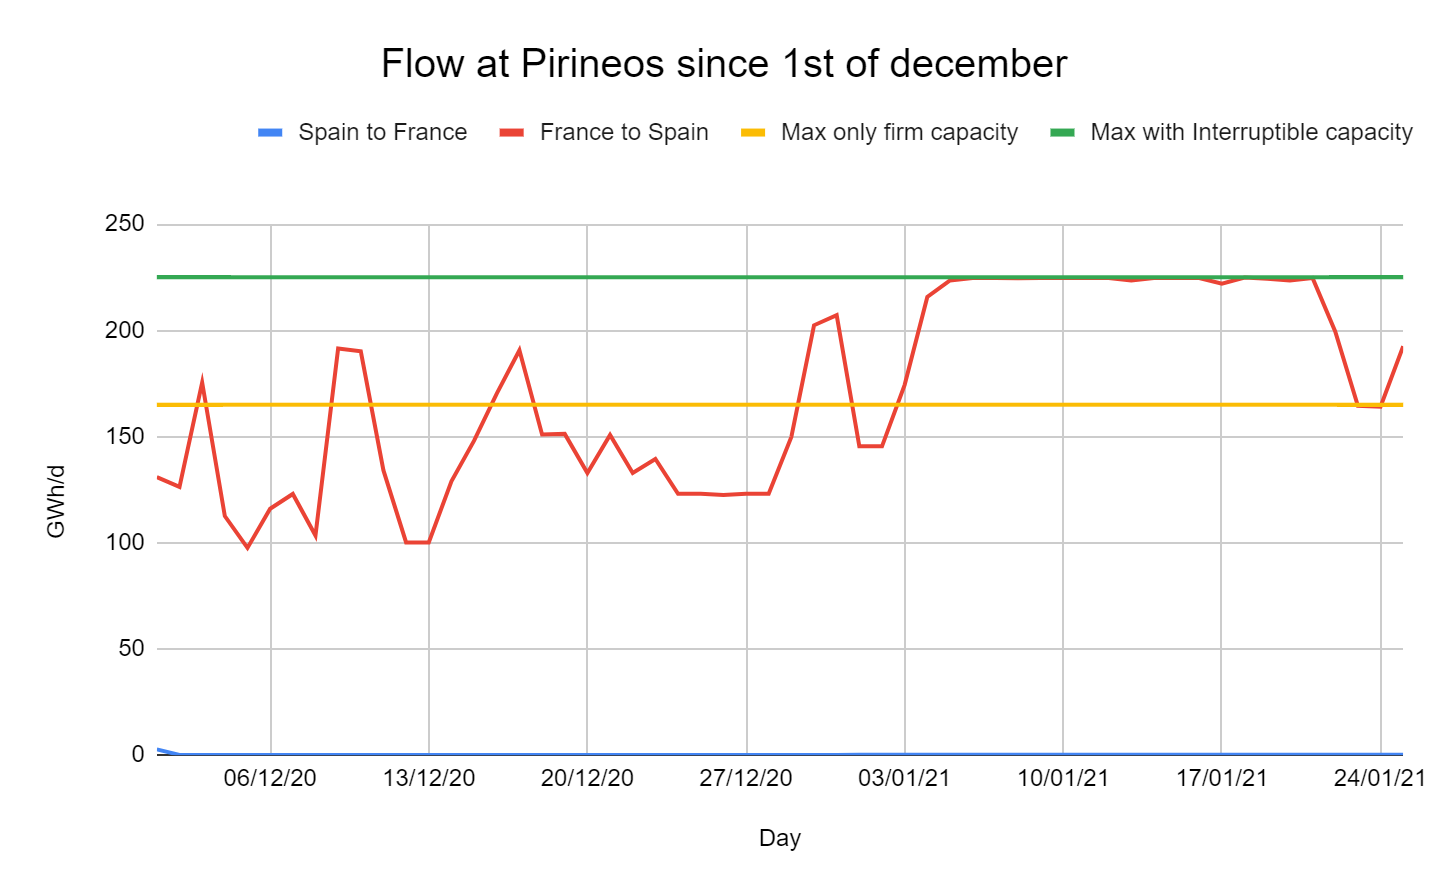 Flow at Pirineos since 1st of december
Spain to France France to Spain Max only firm capacity Max with Interruptible capacity
250
200
150
100
50
0
GWh/d
06/12/20 13/12/20 20/12/20 27/12/20 03/01/21 10/01/21 17/01/21 24/01/21
Day